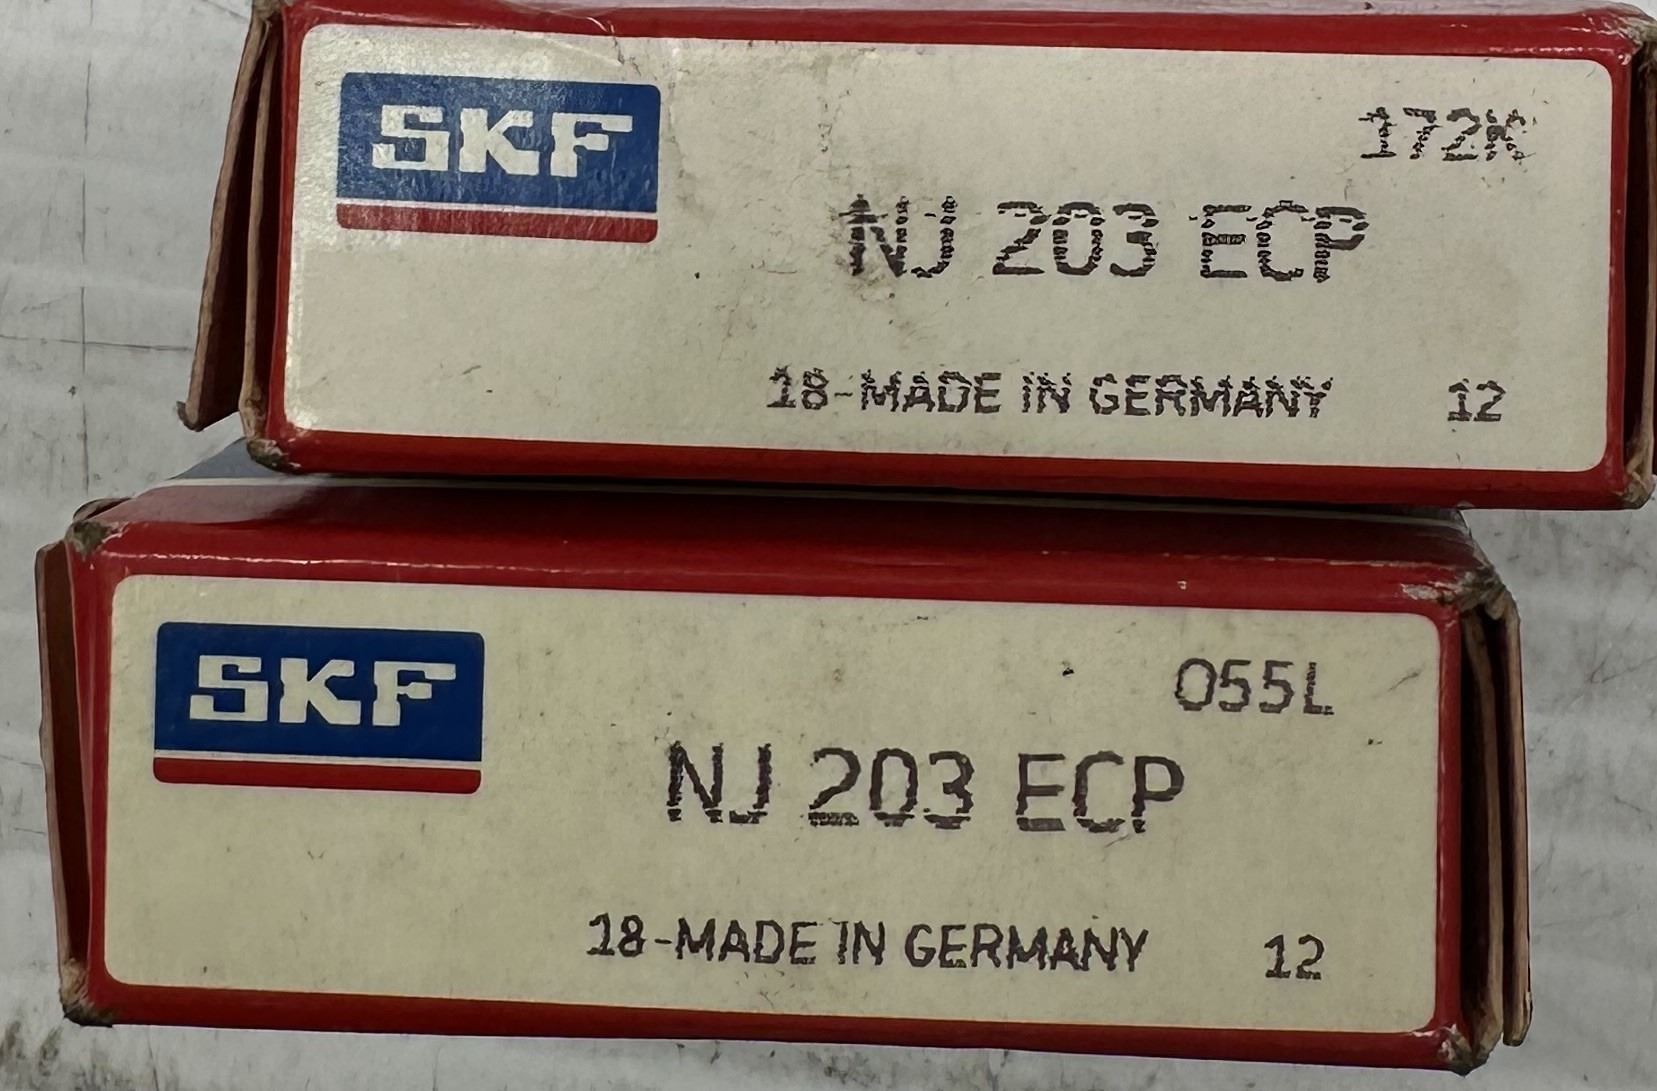 SKF
172K
NJ 203 ECP
18-MADE IN GERMANY 12
SKF
055L
NJ 203 ECP
18-MADE IN GERMANY 12